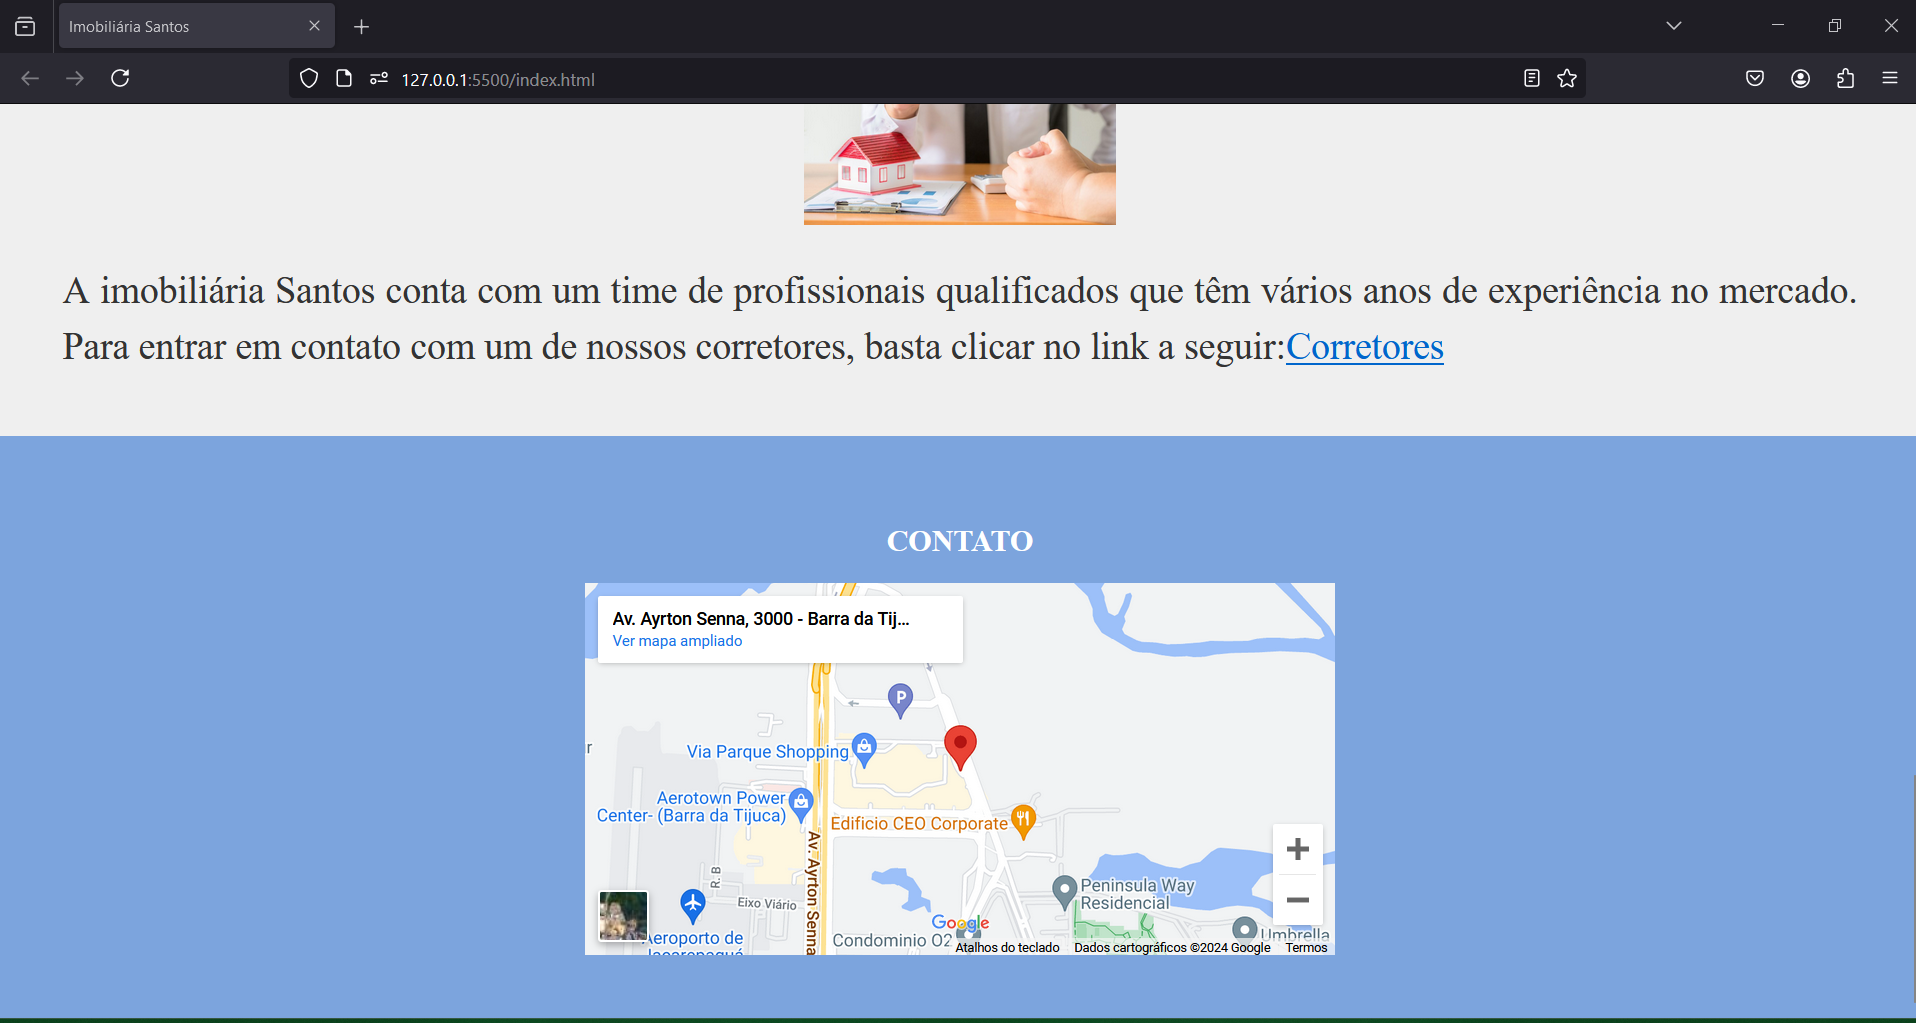 Imobiliária Santos
127.0.0.1:5500/index.html
A imobiliária Santos conta com um time de profissionais qualificados que têm vários anos de experiência no mercado.
Para entrar em contato com um de nossos corretores, basta clicar no link a seguir:Corretores
CONTATO
Av. Ayrton Senna, 3000 - Barra da Tij...
Ver mapa ampliado
P
Via Parque Shopping
Aerotown Power
Center- (Barra da Tijuca)
Edificio CEO Corporate
Av. Ayrton Senna
R. B
Eixo Viário
Peninsula Way
Residencial
Google
Umbrella
Aeroporto de
Jacarepaguá
Condominio O2
Atalhos do teclado Dados cartográficos ©2024 Google Termos